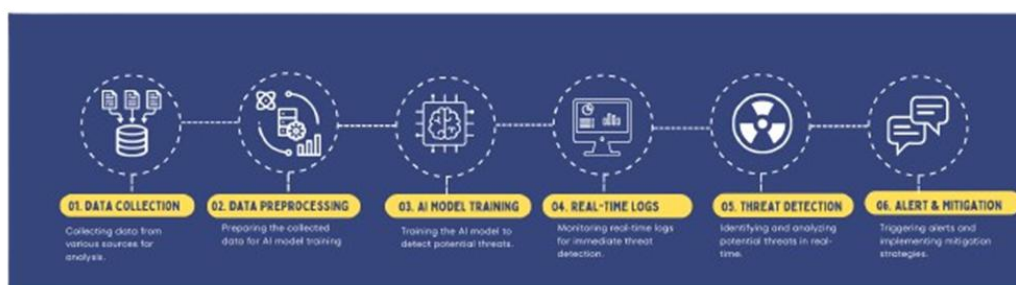 01. DATA COLLECTION
Collecting data from
various sources for
analysis.
02. DATA PREPROCESSING
Preparing the collected
data for AI model training
03. AI MODEL TRAINING
Training the AI model to
detect potential threats.
04. REAL-TIME LOGS
Monitoring real-time logs
for immediate threat
detection.
05. THREAT DETECTION
Identifying and analyzing
potential threats in real-
time.
06. ALERT & MITIGATION
Triggering alerts and
implementing mitigation
strategies.